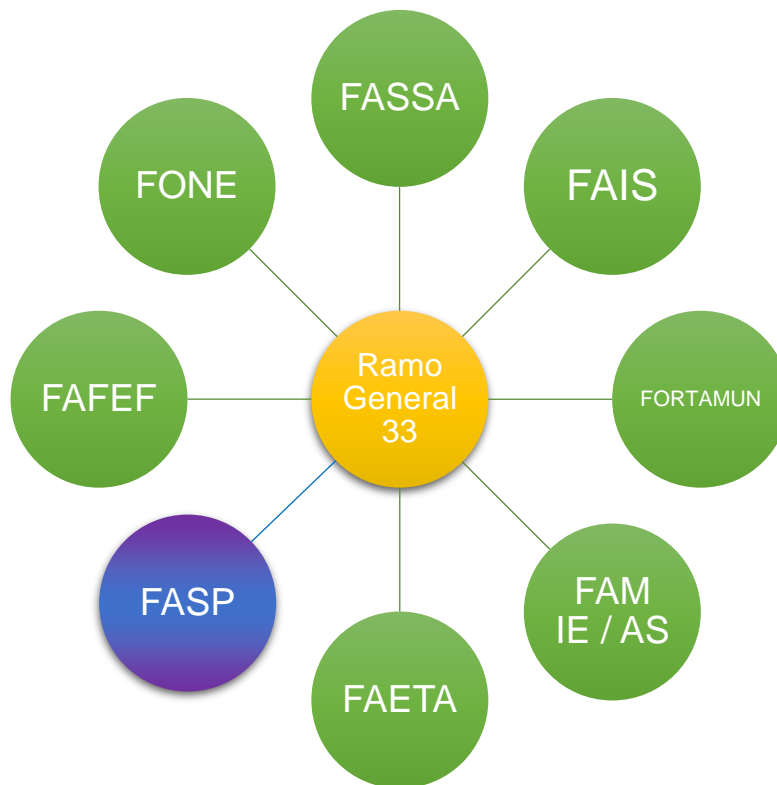 FASSA
FONE
FAIS
Ramo
General
33
FAFEF
FORTAMUN
FASP
FAM
IE / AS
FAETA